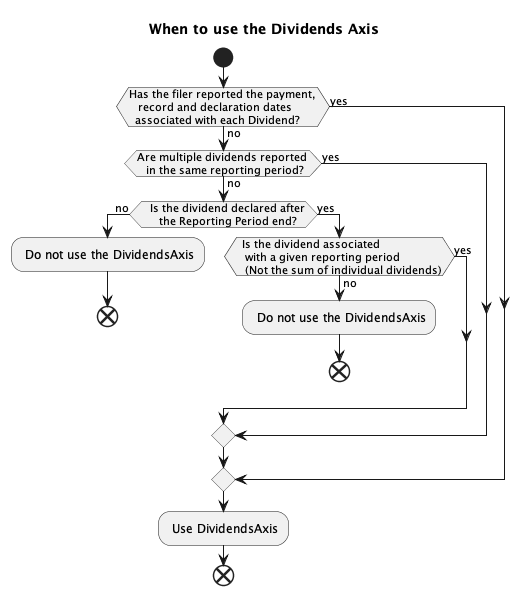 When to use the Dividends Axis
Has the filer reported the payment,
record and declaration dates
associated with each Dividend?
yes
no
Are multiple dividends reported
in the same reporting period?
yes
no
no
Is the dividend declared after
the Reporting Period end?
yes
Do not use the DividendsAxis
Is the dividend associated
with a given reporting period
(Not the sum of individual dividends)
yes
no
Do not use the DividendsAxis
Use DividendsAxis